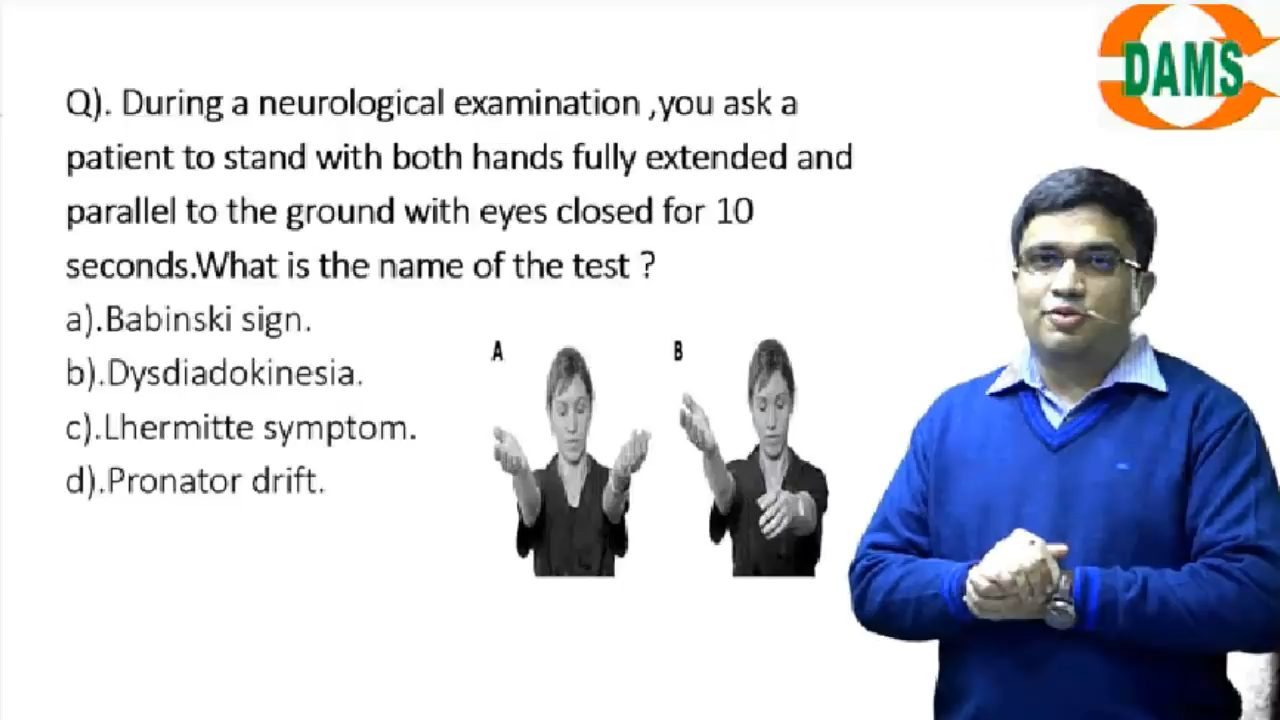 DAMS
Q). During a neurological examination ,you ask a
patient to stand with both hands fully extended and
parallel to the ground with eyes closed for 10
seconds.What is the name of the test ?
a).Babinski sign.
b).Dysdiadokinesia.
c).Lhermitte symptom.
d).Pronator drift.
A B